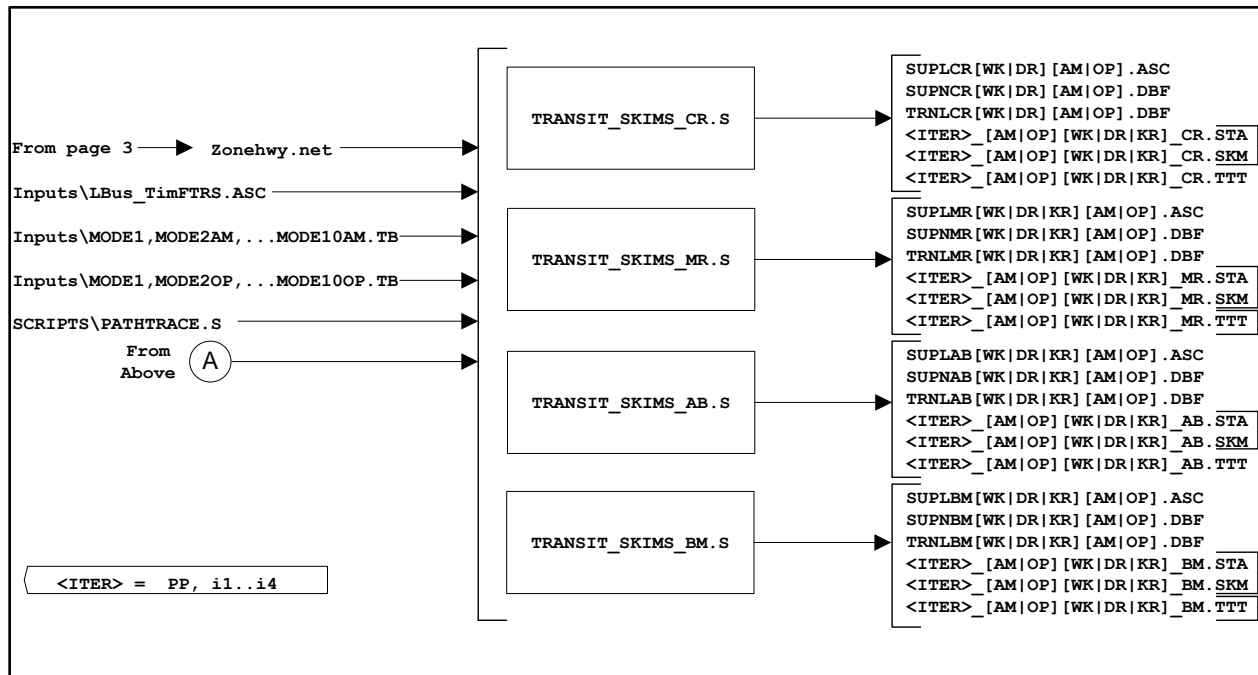 From page 3
Zonehwy.net
Inputs\LBus_TimFTRS.ASC
Inputs\MODE1,MODE2AM,...MODE10AM.TB
Inputs\MODE1,MODE2OP,...MODE10OP.TB
SCRIPTS\PATHTRACE.S
From
Above
A
<ITER> = PP, i1..i4
TRANSIT_SKIMS_CR.S
TRANSIT_SKIMS_MR.S
TRANSIT_SKIMS_AB.S
TRANSIT_SKIMS_BM.S
SUPLCR[WK|DR][AM|OP].ASC
SUPNCR[WK|DR][AM|OP].DBF
TRNLCR[WK|DR][AM|OP].DBF
<ITER>_[AM|OP][WK|DR|KR]_CR.STA
<ITER>_[AM|OP][WK|DR|KR]_CR.SKM
<ITER>_[AM|OP][WK|DR|KR]_CR.TTT
SUPLMR[WK|DR|KR][AM|OP].ASC
SUPNMR[WK|DR|KR][AM|OP].DBF
TRNLMR[WK|DR|KR][AM|OP].DBF
<ITER>_[AM|OP][WK|DR|KR]_MR.STA
<ITER>_[AM|OP][WK|DR|KR]_MR.SKM
<ITER>_[AM|OP][WK|DR|KR]_MR.TTT
SUPLAB[WK|DR|KR][AM|OP].ASC
SUPNAB[WK|DR|KR][AM|OP].DBF
TRNLAB[WK|DR|KR][AM|OP].DBF
<ITER>_[AM|OP][WK|DR|KR]_AB.STA
<ITER>_[AM|OP][WK|DR|KR]_AB.SKM
<ITER>_[AM|OP][WK|DR|KR]_AB.TTT
SUPLBM[WK|DR|KR][AM|OP].ASC
SUPNBM[WK|DR|KR][AM|OP].DBF
TRNLBM[WK|DR|KR][AM|OP].DBF
<ITER>_[AM|OP][WK|DR|KR]_BM.STA
<ITER>_[AM|OP][WK|DR|KR]_BM.SKM
<ITER>_[AM|OP][WK|DR|KR]_BM.TTT